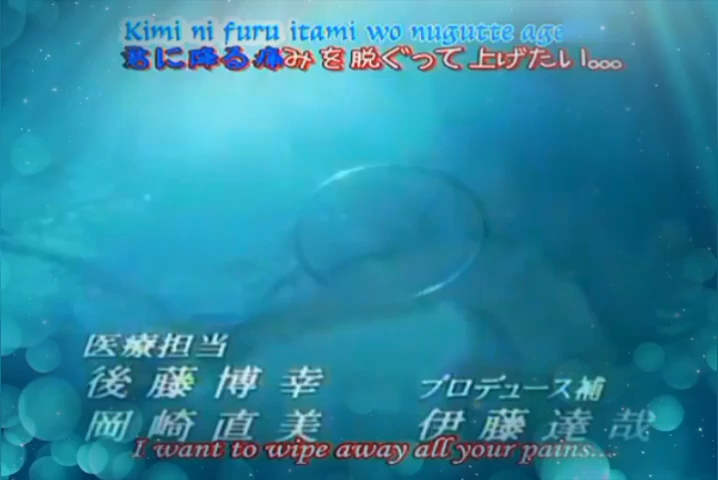 Kimi ni furu itami wo nugutte age
君に降る痛みを脱ぐって上げたい...
医療担当
後藤博幸
岡崎直美
プロデュース補
伊藤達哉
I want to wipe away all your pains...